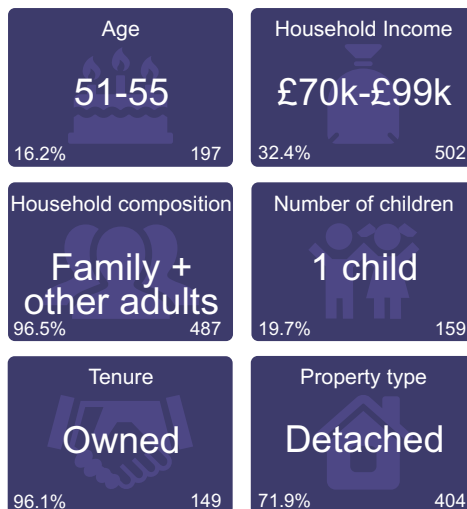 Age
51-55
16.2% 197
Household Income
£70k-£99k
32.4% 502
Household composition
Family +
other adults
96.5% 487
Number of children
1 child
19.7% 159
Tenure
Owned
96.1% 149
Property type
Detached
71.9% 404